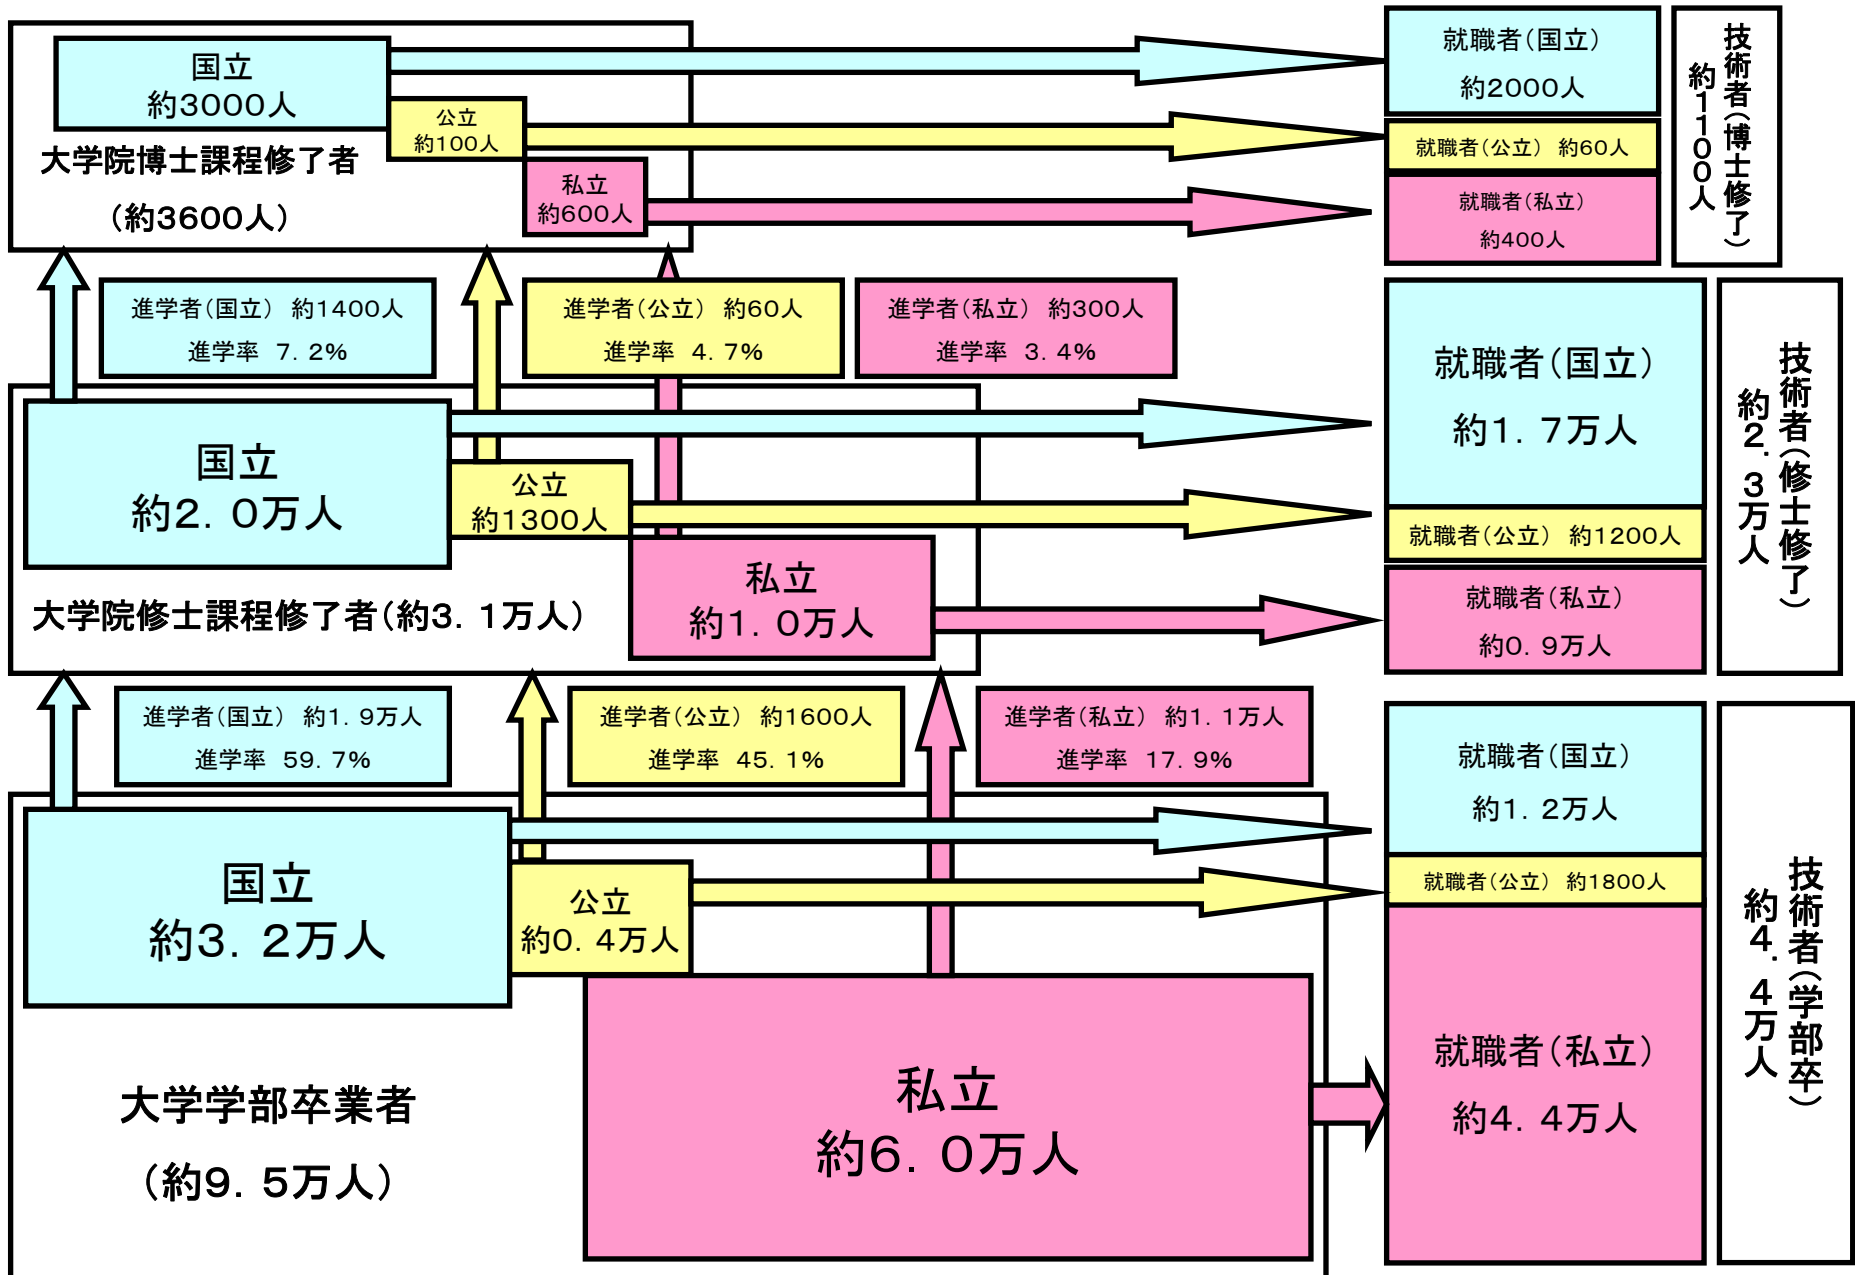 国立
約3000人
公立
約100人
私立
約600人
大学院博士課程修了者
(約3600人)
就職者(国立)
約2000人
就職者(公立) 約60人
就職者(私立)
約400人
技術者(博士修了)
約1100人
進学者(国立) 約1400人
進学率 7.2%
進学者(公立) 約60人
進学率 4.7%
進学者(私立) 約300人
進学率 3.4%
国立
約2.0万人
公立
約1300人
私立
約1.0万人
大学院修士課程修了者(約3.1万人)
就職者(国立)
約1.7万人
就職者(公立) 約1200人
就職者(私立)
約0.9万人
技術者(修士修了)
約2.3万人
進学者(国立) 約1.9万人
進学率 59.7%
進学者(公立) 約1600人
進学率 45.1%
進学者(私立) 約1.1万人
進学率 17.9%
国立
約3.2万人
公立
約0.4万人
私立
約6.0万人
大学学部卒業者
(約9.5万人)
就職者(国立)
約1.2万人
就職者(公立) 約1800人
就職者(私立)
約4.4万人
技術者(学部卒)
約4.4万人